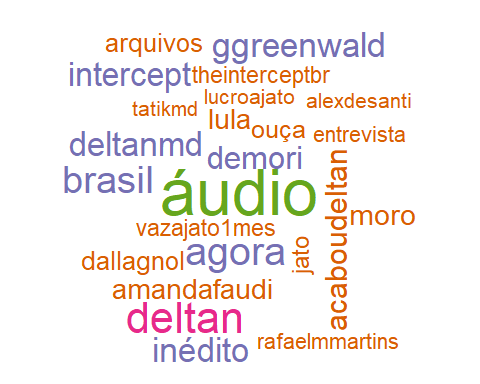 arquivos ggreenwald
intercept theinterceptbr
lucroajato alexdesanti
tatikmd
lula ouça entrevista
deltanmd demori
brasil áudio
acaboudeltan
moro
vazajato1mes
agora jato
dallagnol
amandafaudi
deltan
inédito rafaelmmartins